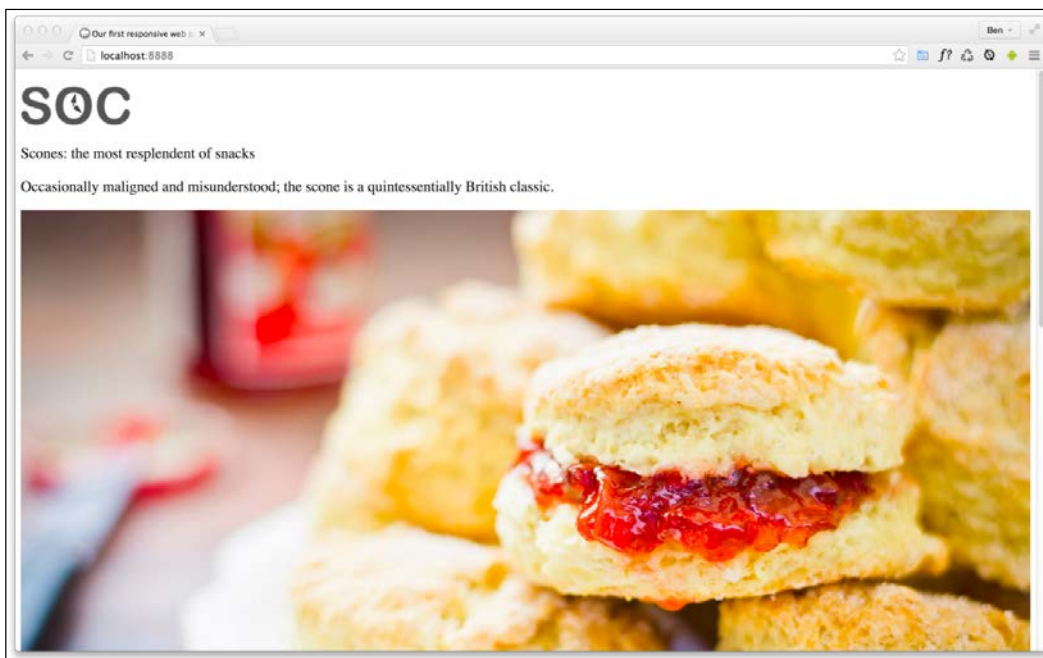 Our first responsive web
Ben
localhost:8888
f?
SOC
Scones: the most resplendent of snacks
Occasionally maligned and misunderstood; the scone is a quintessentially British classic.